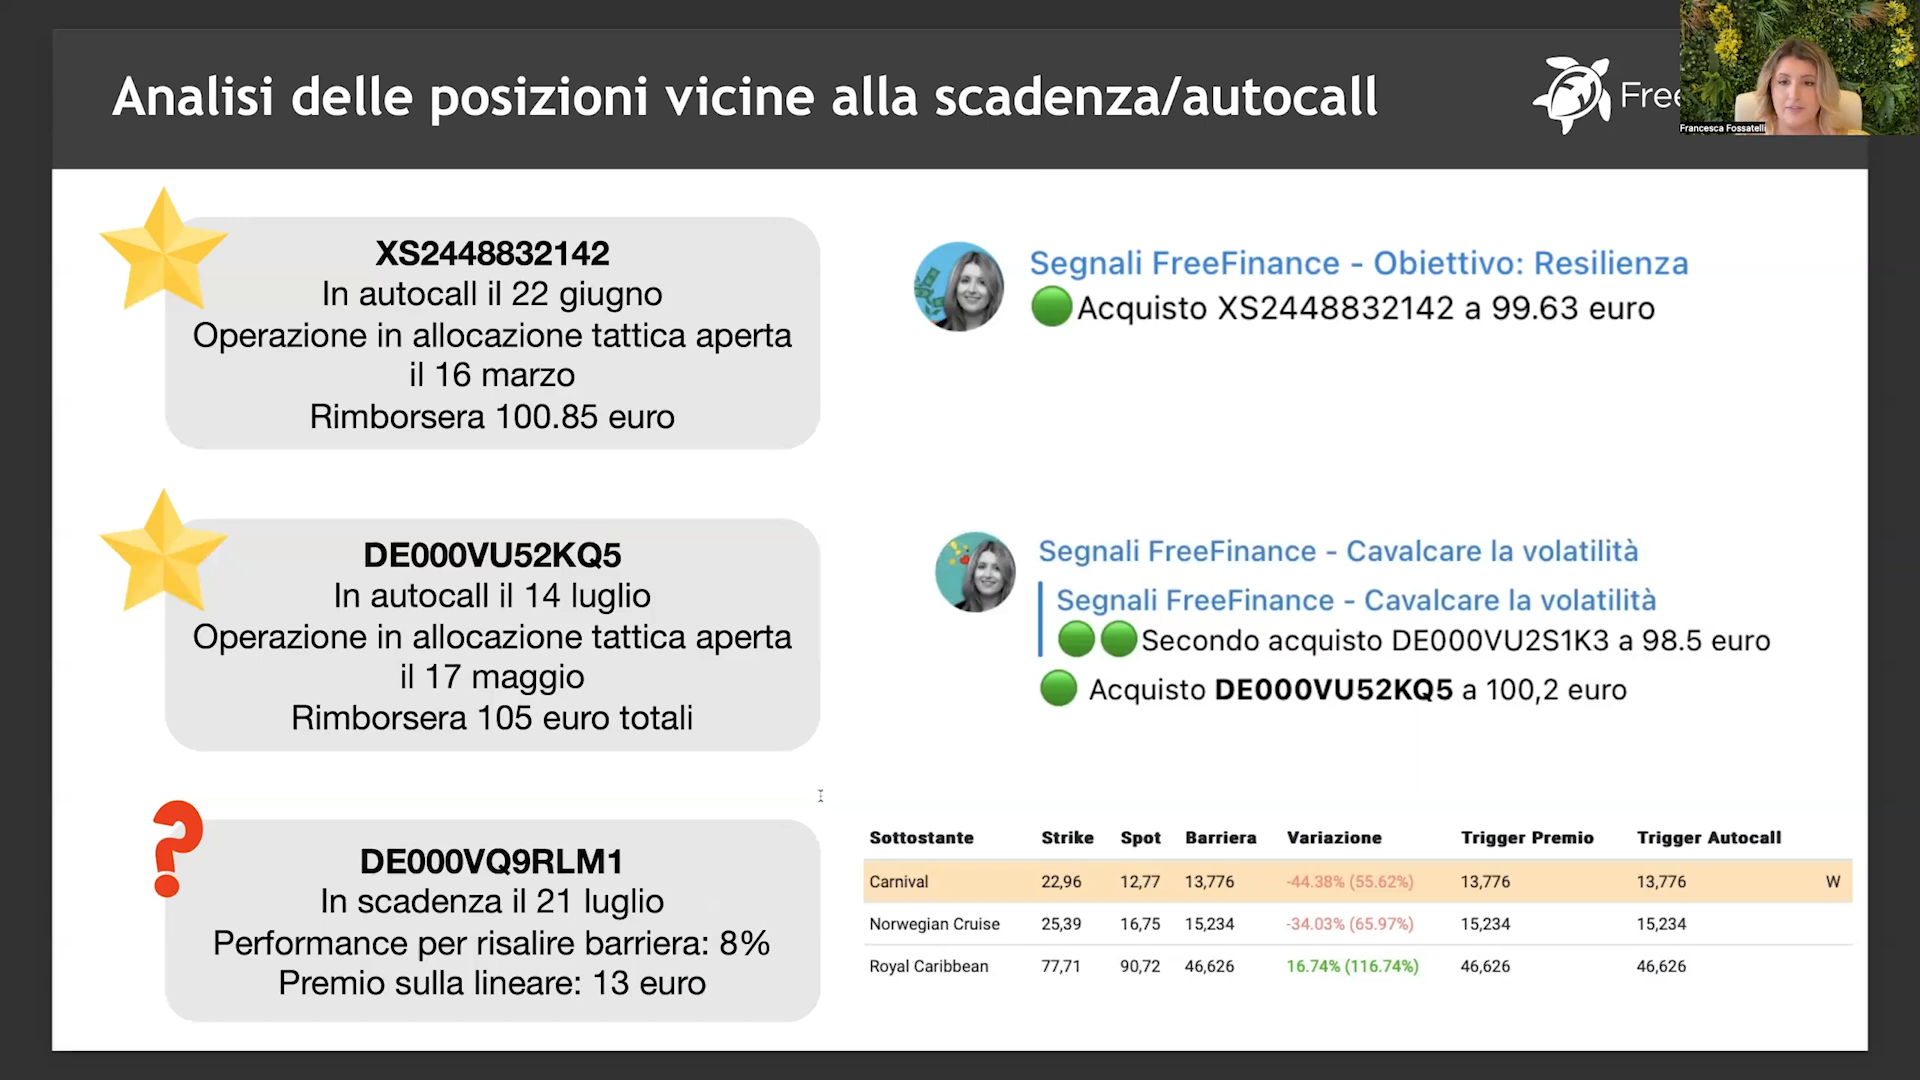 Analisi delle posizioni vicine alla scadenza/autocall
Free
Francesca Fossatelli
XS2448832142
In autocall il 22 giugno
Operazione in allocazione tattica aperta
il 16 marzo
Rimborsera 100.85 euro
Segnali FreeFinance - Obiettivo: Resilienza
Acquisto XS2448832142 a 99.63 euro
DE000VU52KQ5
In autocall il 14 luglio
Operazione in allocazione tattica aperta
il 17 maggio
Rimborsera 105 euro totali
Segnali FreeFinance - Cavalcare la volatilità
Segnali FreeFinance - Cavalcare la volatilità
Secondo acquisto DE000VU2S1K3 a 98.5 euro
Acquisto DE000VU52KQ5 a 100,2 euro
DE000VQ9RLM1
In scadenza il 21 luglio
Performance per risalire barriera: 8%
Premio sulla lineare: 13 euro
Sottostante Strike Spot Barriera Variazione Trigger Premio Trigger Autocall
Carnival 22,96 12,77 13,776 -44.38% (55.62%) 13,776 13,776 W
Norwegian Cruise 25,39 16,75 15,234 -34.03% (65.97%) 15,234 15,234
Royal Caribbean 77,71 90,72 46,626 16.74% (116.74%) 46,626 46,626